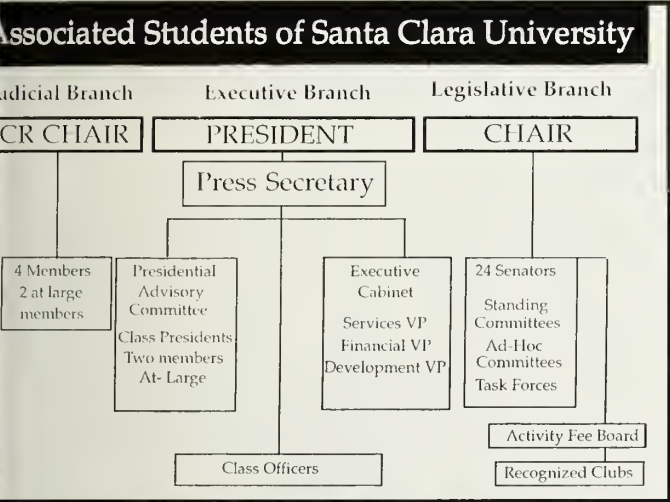 Associated Students of Santa Clara University
udicial Branch
Executive Branch
Legislative Branch
CR CHAIR
PRESIDENT
CHAIR
Press Secretary
4 Members
2 at large
members
Presidential
Advisory
Committee
Class Presidents
Two members
At- Large
Executive
Cabinet
Services VP
Financial VP
Development VP
24 Senators
Standing
Committees
Ad-Hoc
Committees
Task Forces
Activity Fee Board
Class Officers
Recognized Clubs